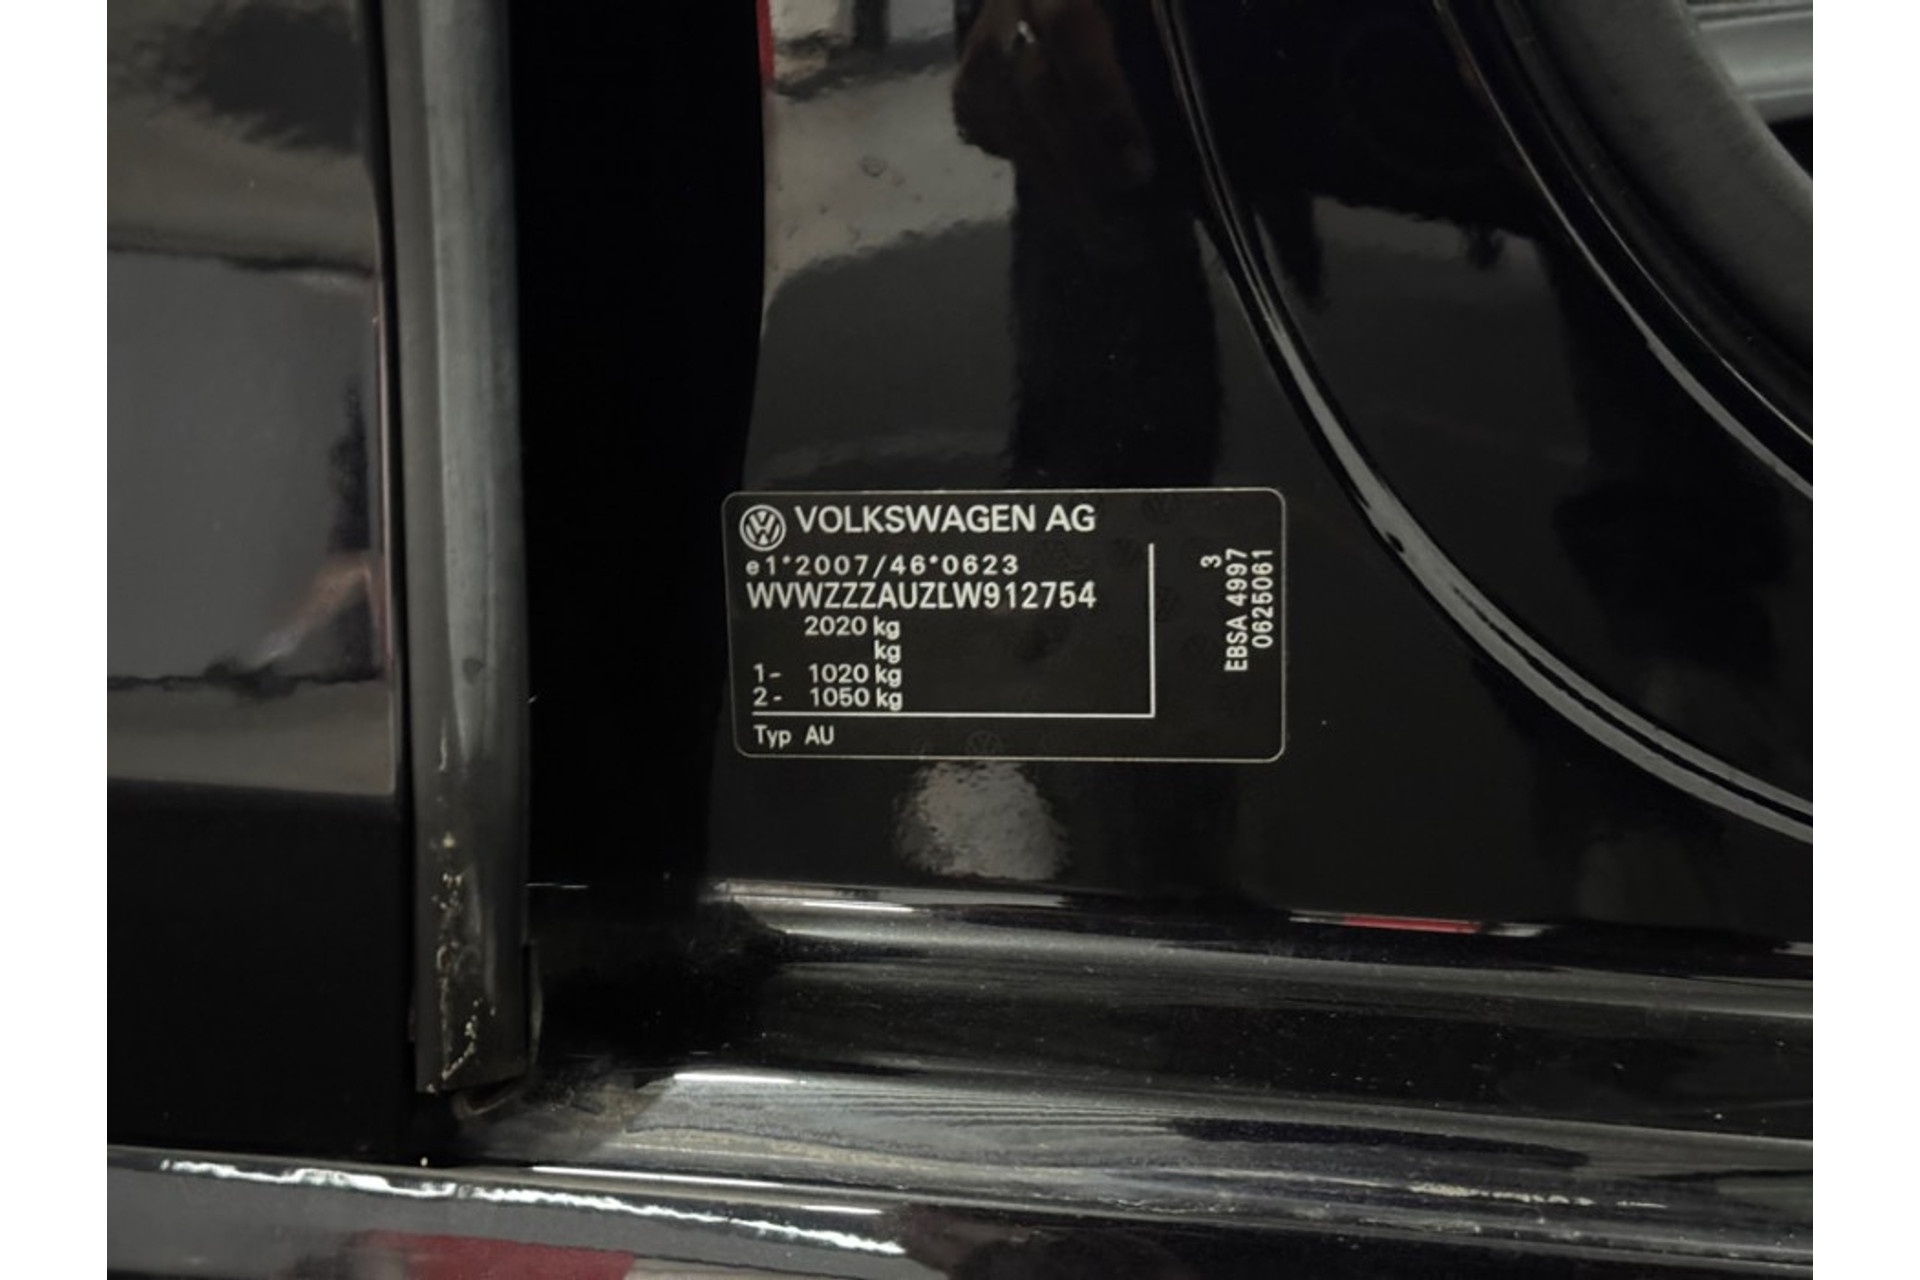 VOLKSWAGEN AG
e1*2007/46*0623
WVWZZZAUZLW912754
2020 kg
kg
1- 1020 kg
2- 1050 kg
Typ AU
3
EBSA 4997
0625061